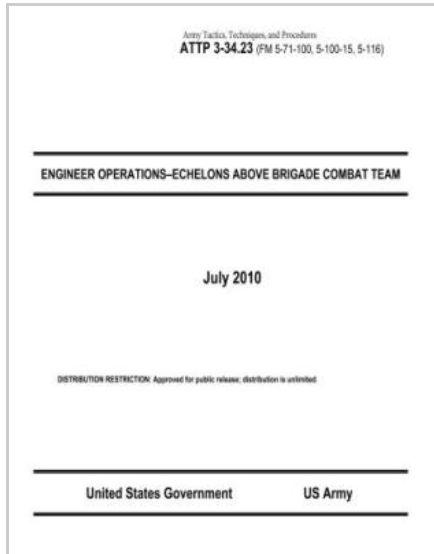 Army Tactics, Techniques, and Procedures
ATTP 3-34.23 (FM 5-71-100, 5-100-15, 5-116)
ENGINEER OPERATIONS–ECHELONS ABOVE BRIGADE COMBAT TEAM
July 2010
DISTRIBUTION RESTRICTION: Approved for public release; distribution is unlimited.
United States Government US Army